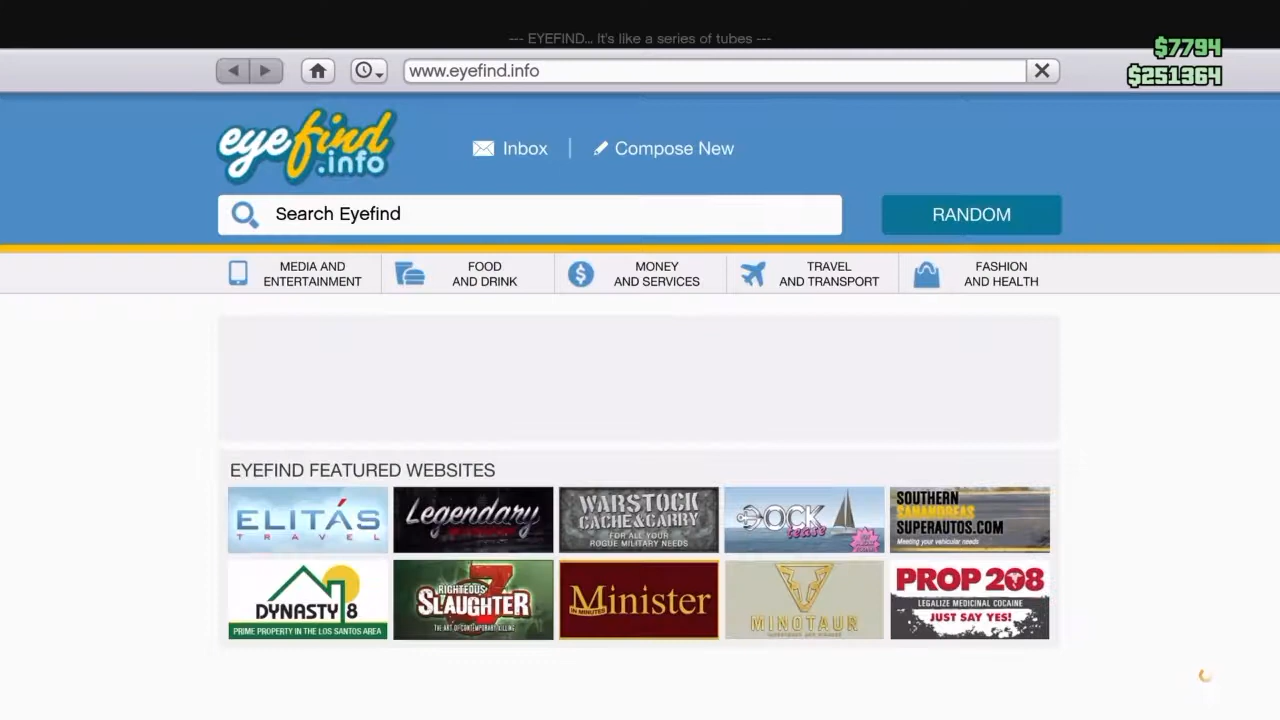 --- EYEFIND... It's like a series of tubes ---
$7794
$251364
www.eyefind.info
eyefind
.info
Inbox
Compose New
Search Eyefind
RANDOM
MEDIA AND
ENTERTAINMENT
FOOD
AND DRINK
MONEY
AND SERVICES
TRAVEL
AND TRANSPORT
FASHION
AND HEALTH
EYEFIND FEATURED WEBSITES
ELITÁS
TRAVEL
Legendary
WARSTOCK
CACHE&CARRY
FOR ALL YOUR
ROGUE MILITARY NEEDS
DOCK
tease
SOUTHERN
SANANDREAS
SUPERAUTOS.COM
Meeting your vehicular needs
DYNASTY 8
PRIME PROPERTY IN THE LOS SANTOS AREA
RIGHTEOUS
SLAUGHTER
7
THE ART OF CONTEMPORARY KILLING
IN MINUTES
Minister
MINOTAUR
PROP 208
LEGALIZE MEDICINAL COCAINE
JUST SAY YES!